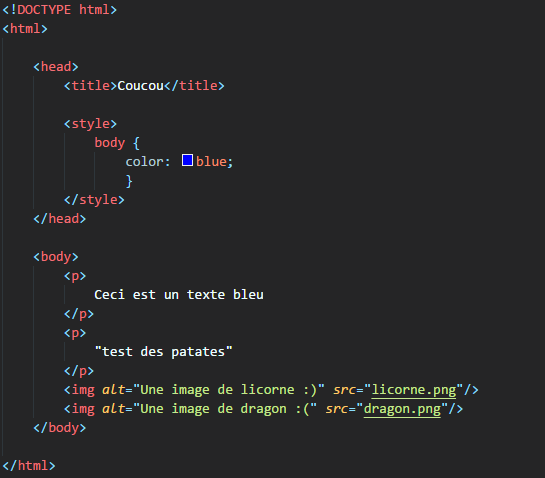 <!DOCTYPE html>
<html>
<head>
<title>Coucou</title>
<style>
body {
color: blue;
}
</style>
</head>
<body>
<p>
Ceci est un texte bleu
</p>
<p>
"test des patates"
</p>
<img alt="Une image de licorne :)" src="licorne.png"/>
<img alt="Une image de dragon :(" src="dragon.png"/>
</body>
</html>